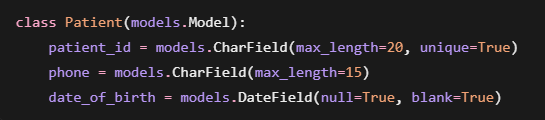 class Patient(models.Model):
    patient_id = models.CharField(max_length=20, unique=True)
    phone = models.CharField(max_length=15)
    date_of_birth = models.DateField(null=True, blank=True)